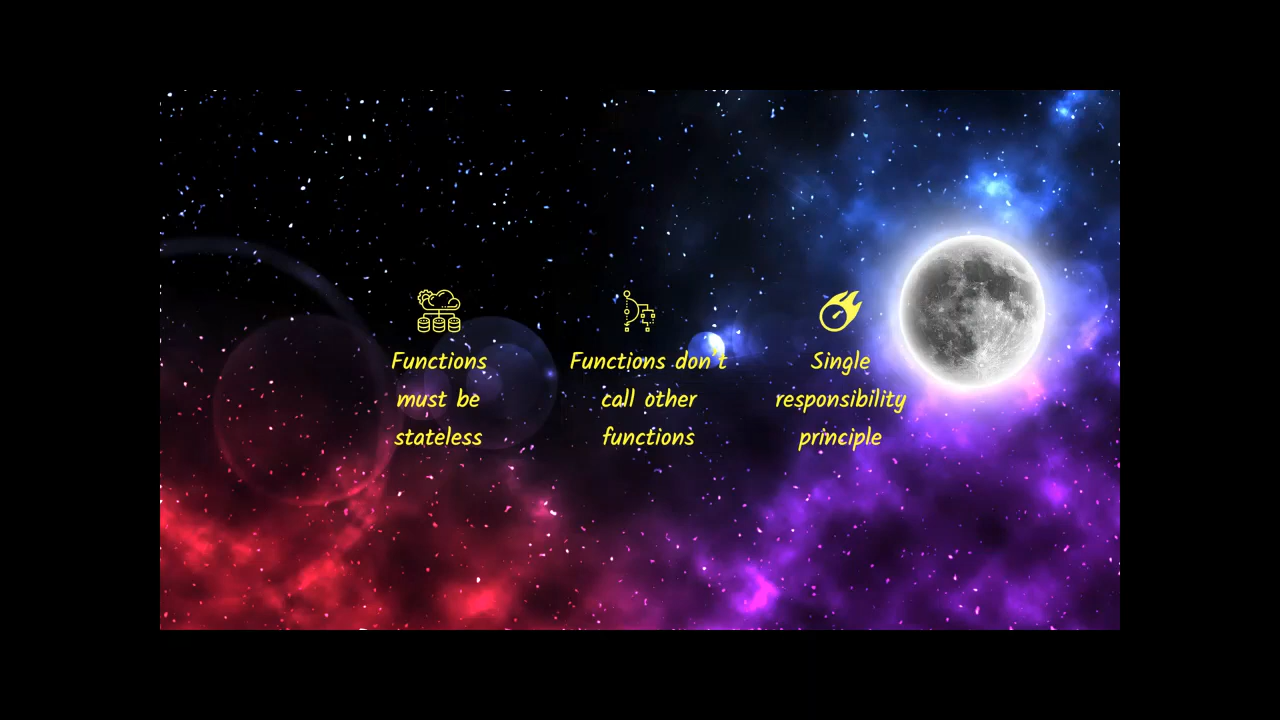 Functions
must be
stateless
Functions don't
call other
functions
Single
responsibility
principle